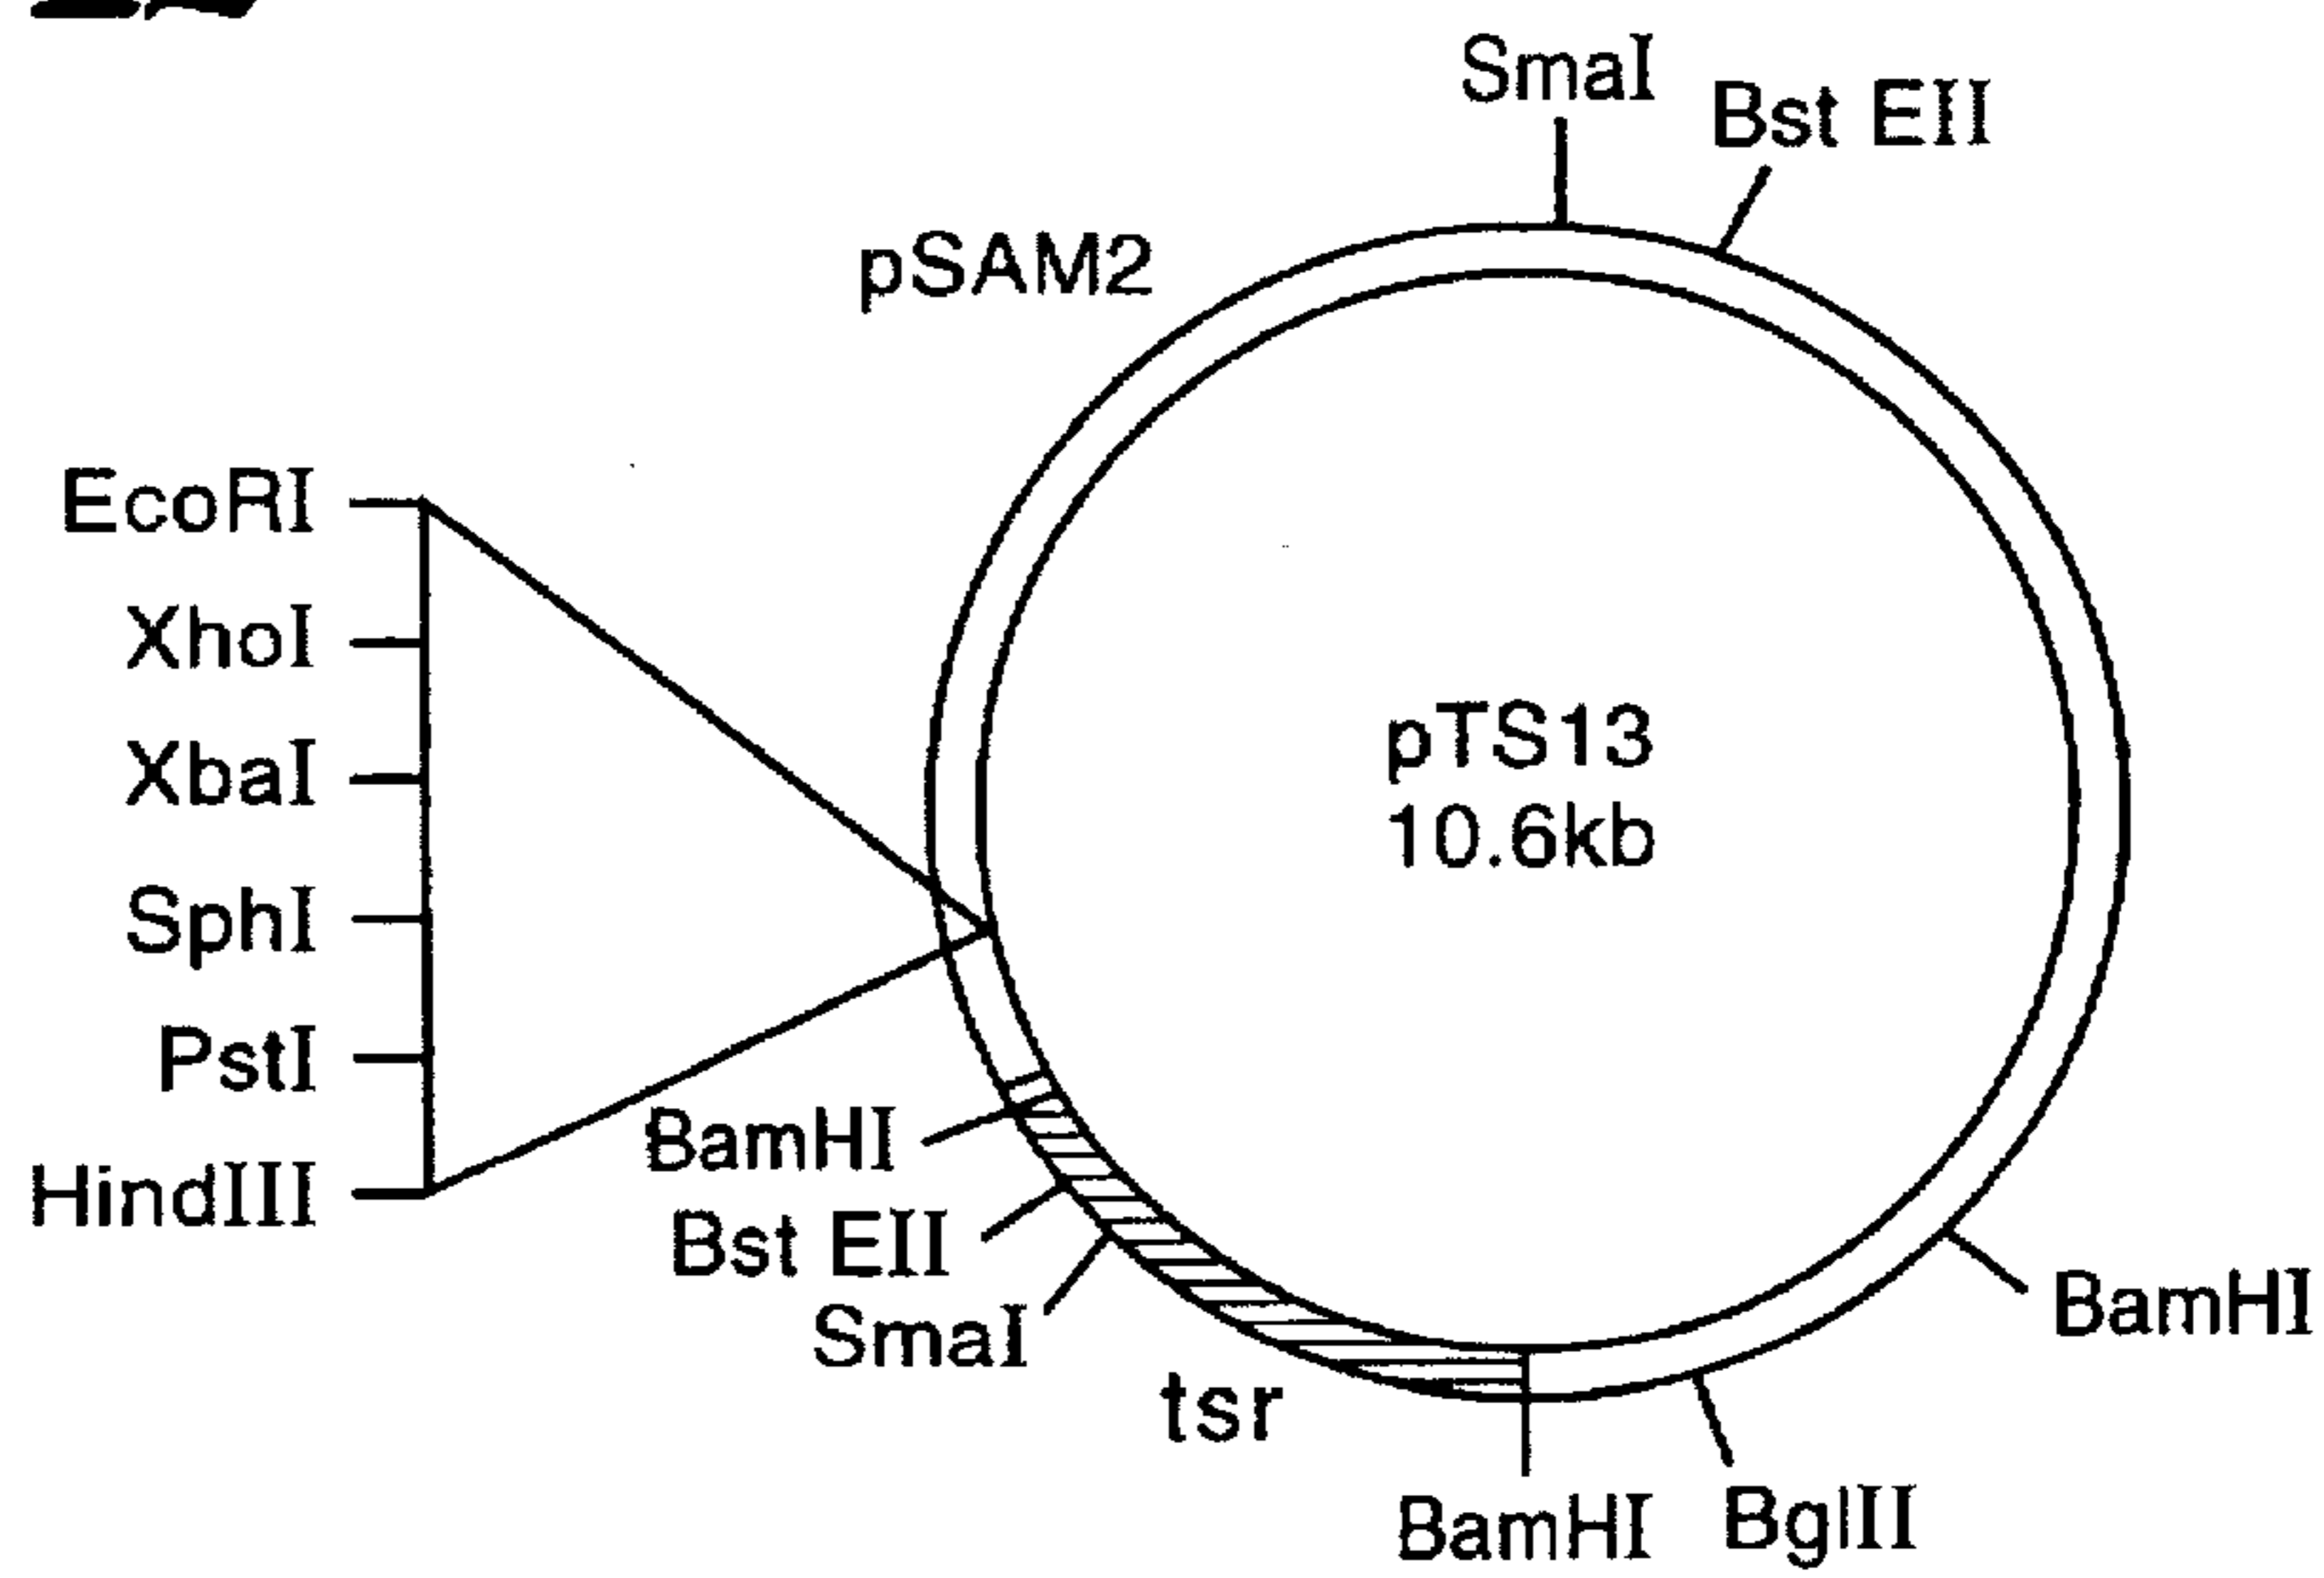 SmaI
Bst EII
pSAM2
EcoRI
XhoI
XbaI
SphI
PstI
HindIII
pTS13
10.6kb
BamHI
Bst EII
SmaI
tsr
BamHI
BglII
BamHI